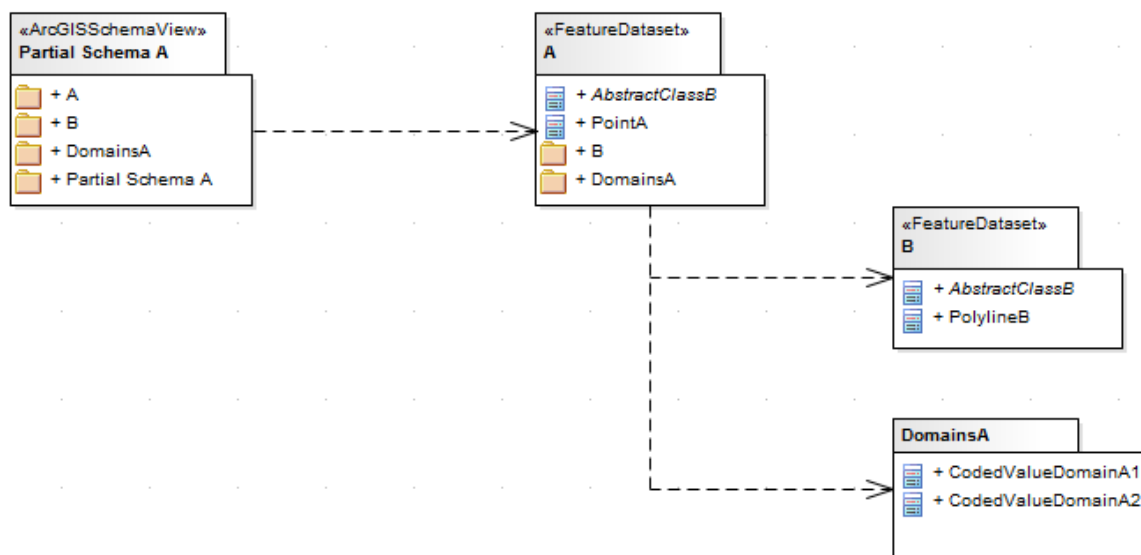 «ArcGISSchemaView»
Partial Schema A
+ A
+ B
+ DomainsA
+ Partial Schema A
«FeatureDataset»
A
+ AbstractClassB
+ PointA
+ B
+ DomainsA
«FeatureDataset»
B
+ AbstractClassB
+ PolylineB
DomainsA
+ CodedValueDomainA1
+ CodedValueDomainA2